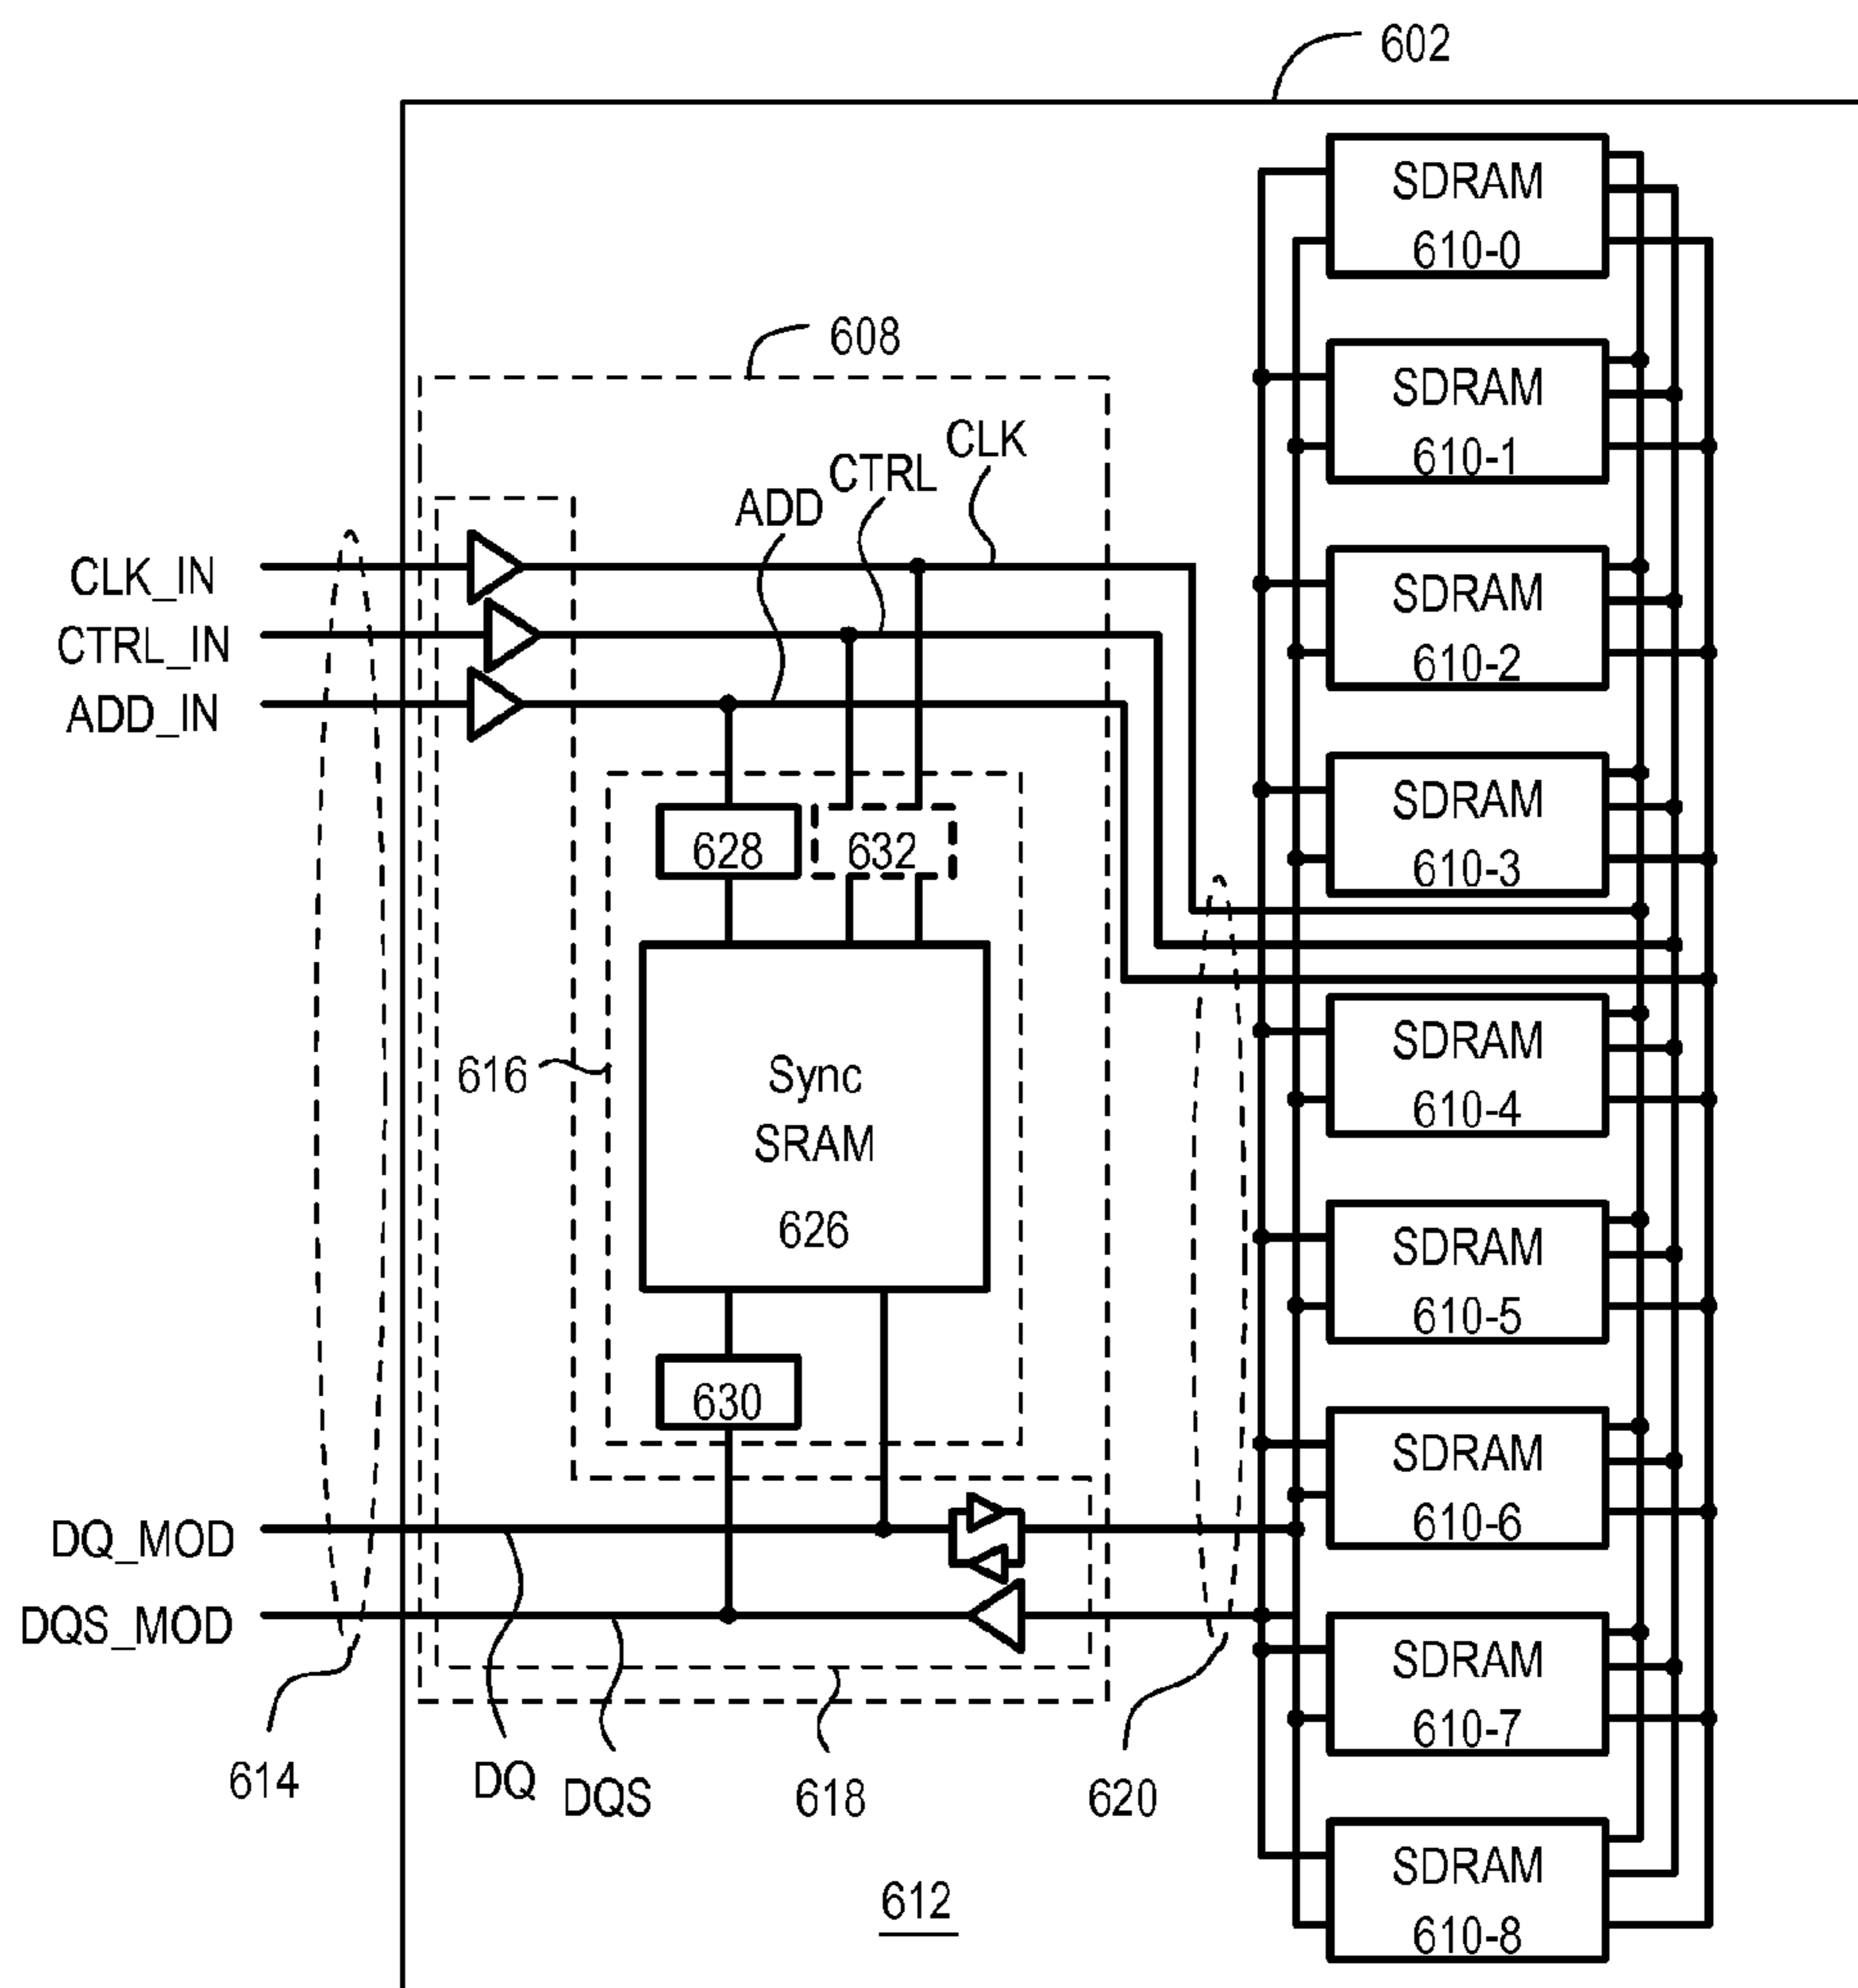 602
SDRAM
610-0
608
SDRAM
610-1
CLK
CTRL
ADD
CLK_IN
CTRL_IN
ADD_IN
SDRAM
610-2
SDRAM
610-3
628
632
616
Sync
SRAM
626
SDRAM
610-4
SDRAM
610-5
630
SDRAM
610-6
DQ_MOD
DQS_MOD
SDRAM
610-7
614
DQ
DQS
618
620
612
SDRAM
610-8